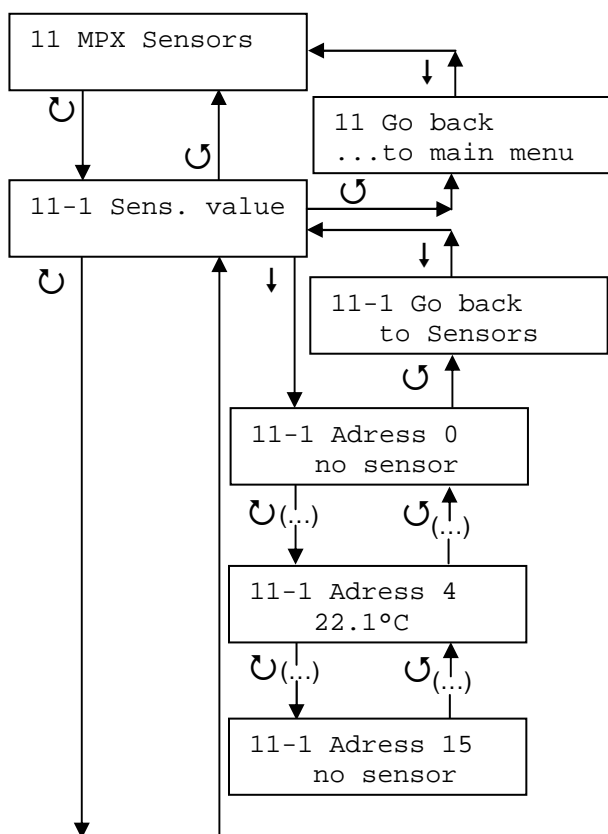 11 MPX Sensors
11 Go back
...to main menu
11-1 Sens. value
11-1 Go back
to Sensors
11-1 Adress 0
no sensor
(...) (...)
11-1 Adress 4
22.1°C
(...) (...)
11-1 Adress 15
no sensor